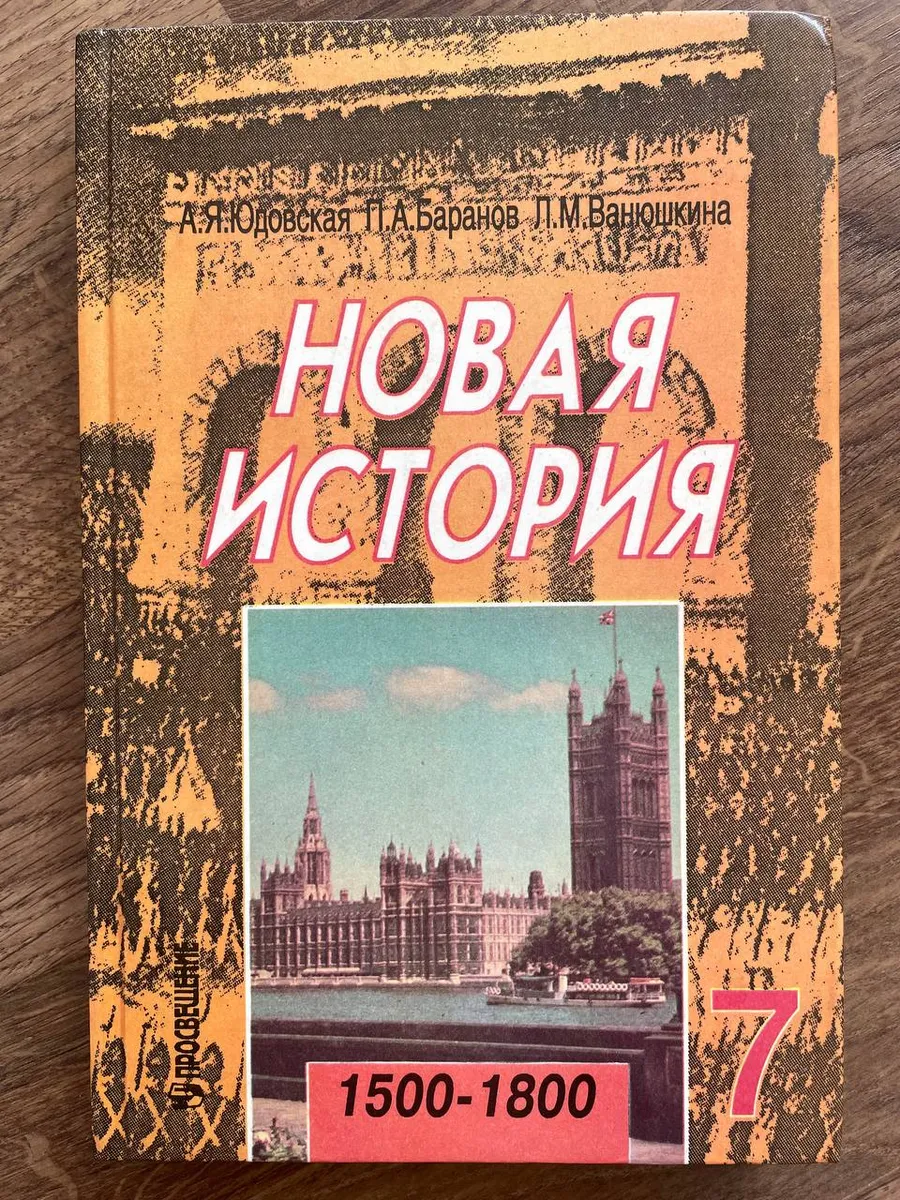 А.Я.Юдовская П.А.Баранов Л.М.Ванюшкина
НОВАЯ
ИСТОРИЯ
ПРОСВЕЩЕНИЕ
7
1500-1800